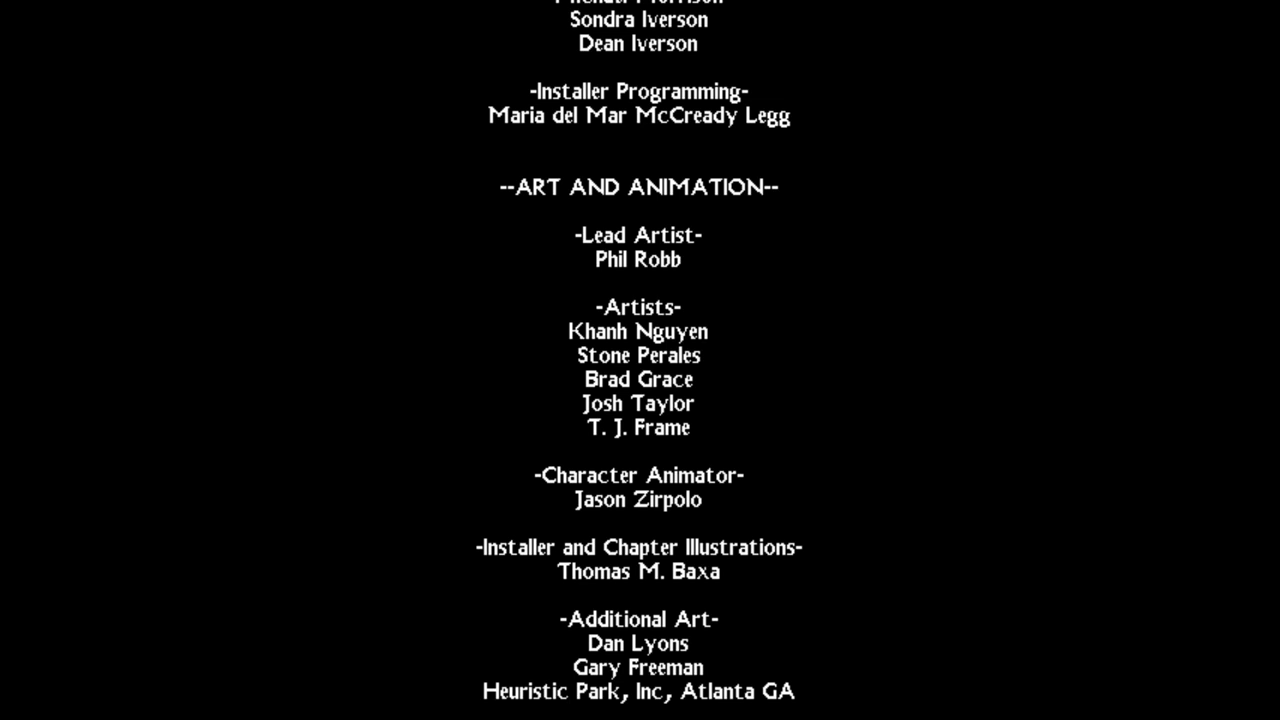 Sondra Iverson
Dean Iverson
-Installer Programming-
Maria del Mar McCready Legg
--ART AND ANIMATION--
-Lead Artist-
Phil Robb
-Artists-
Khanh Nguyen
Stone Perales
Brad Grace
Josh Taylor
T. J. Frame
-Character Animator-
Jason Zirpolo
-Installer and Chapter Illustrations-
Thomas M. Baxa
-Additional Art-
Dan Lyons
Gary Freeman
Heuristic Park, Inc, Atlanta GA